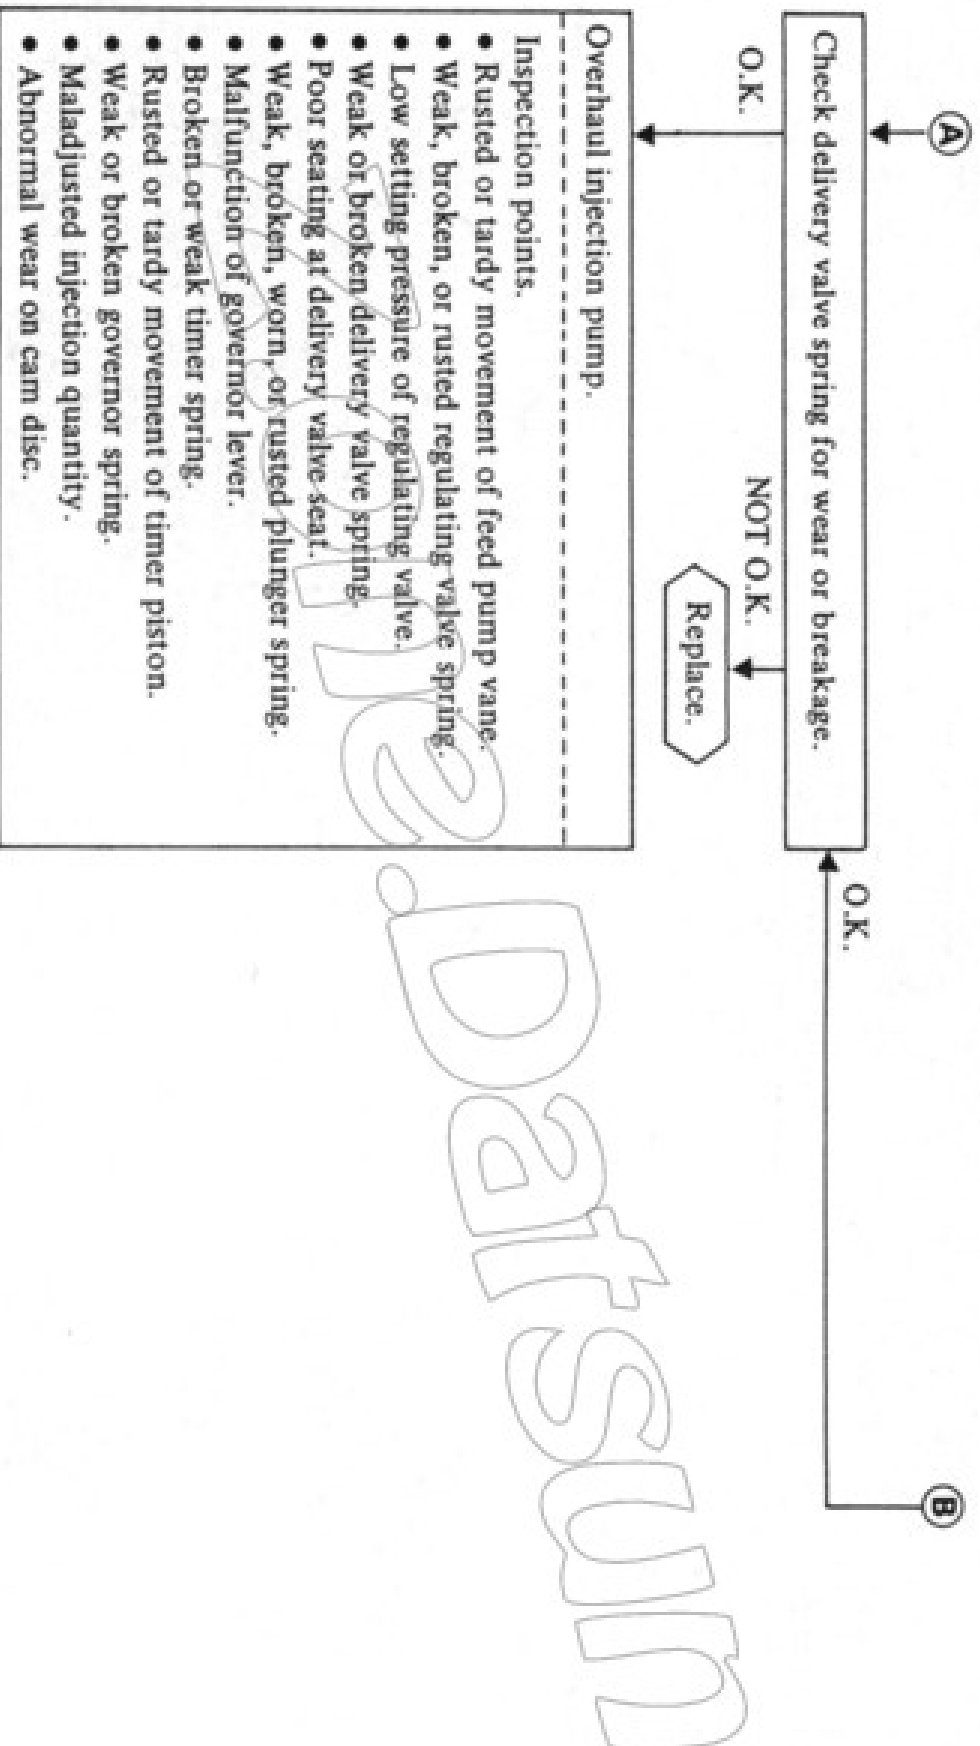 A
B
O.K.
Check delivery valve spring for wear or breakage.
O.K.
NOT O.K.
Replace.
Overhaul injection pump.
Inspection points.
• Rusted or tardy movement of feed pump vane.
• Weak, broken, or rusted regulating valve spring.
• Low setting pressure of regulating valve.
• Weak or broken delivery valve spring.
• Poor seating at delivery valve seat.
• Weak, broken, worn, or rusted plunger spring.
• Malfunction of governor lever.
• Broken or weak timer spring.
• Rusted or tardy movement of timer piston.
• Weak or broken governor spring.
• Maladjusted injection quantity.
• Abnormal wear on cam disc.
Datsun